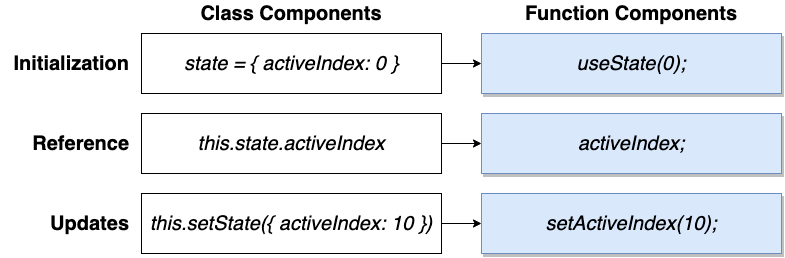 Class Components
Function Components
Initialization
state = { activeIndex: 0 }
useState(0);
Reference
this.state.activeIndex
activeIndex;
Updates
this.setState({ activeIndex: 10 })
setActiveIndex(10);